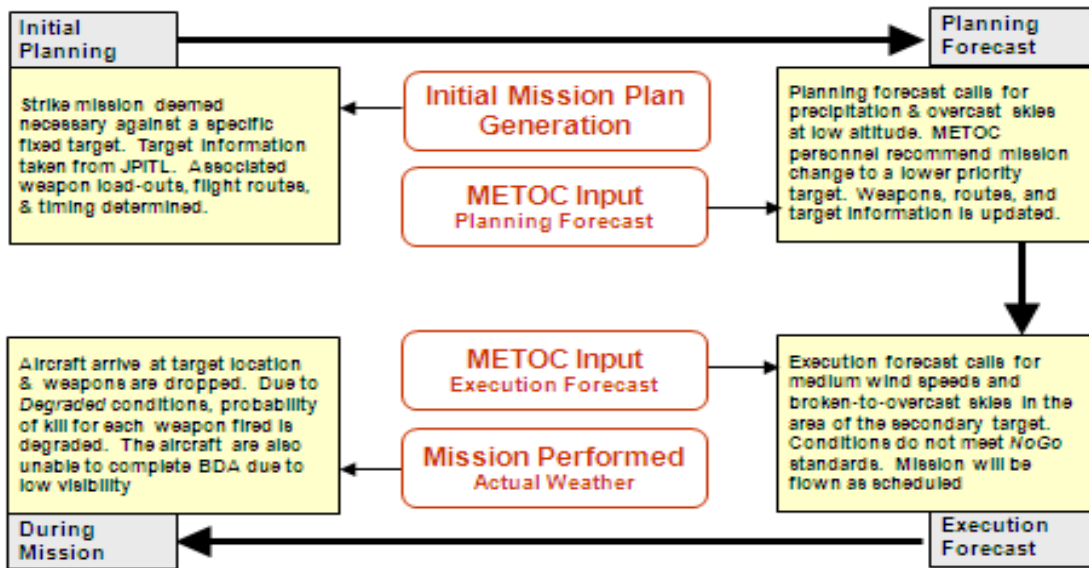 Initial
Planning
Strike mission deemed
necessary against a specific
fixed target. Target information
taken from JPITL. Associated
weapon load-outs, flight routes,
& timing determined.
Initial Mission Plan
Generation
METOC Input
Planning Forecast
Planning
Forecast
Planning forecast calls for
precipitation & overcast skies
at low altitude. METOC
personnel recommend mission
change to a lower priority
target. Weapons, routes, and
target information is updated.
METOC Input
Execution Forecast
Execution forecast calls for
medium wind speeds and
broken-to-overcast skies in the
area of the secondary target.
Conditions do not meet NoGo
standards. Mission will be
flown as scheduled
Execution
Forecast
Mission Performed
Actual Weather
Aircraft arrive at target location
& weapons are dropped. Due to
Degraded conditions, probability
of kill for each weapon fired is
degraded. The aircraft are also
unable to complete BDA due to
low visibility
During
Mission